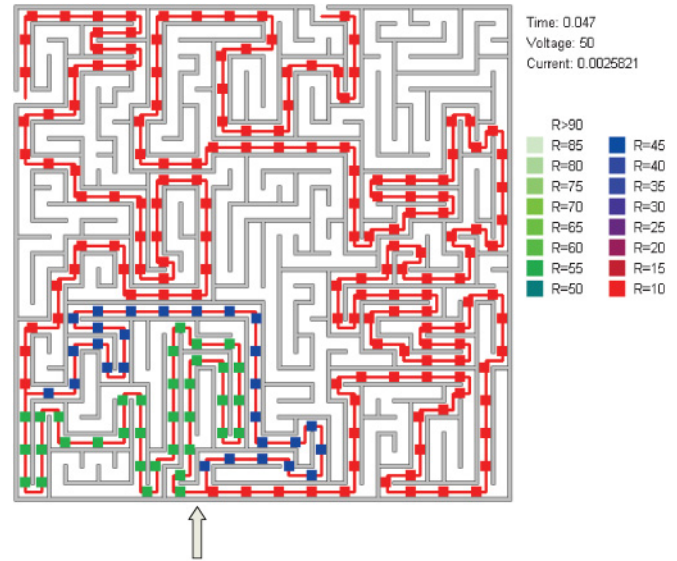 Time: 0.047
Voltage: 50
Current: 0.0025821
R>90
R=85
R=80
R=75
R=70
R=65
R=60
R=55
R=50
R=45
R=40
R=35
R=30
R=25
R=20
R=15
R=10